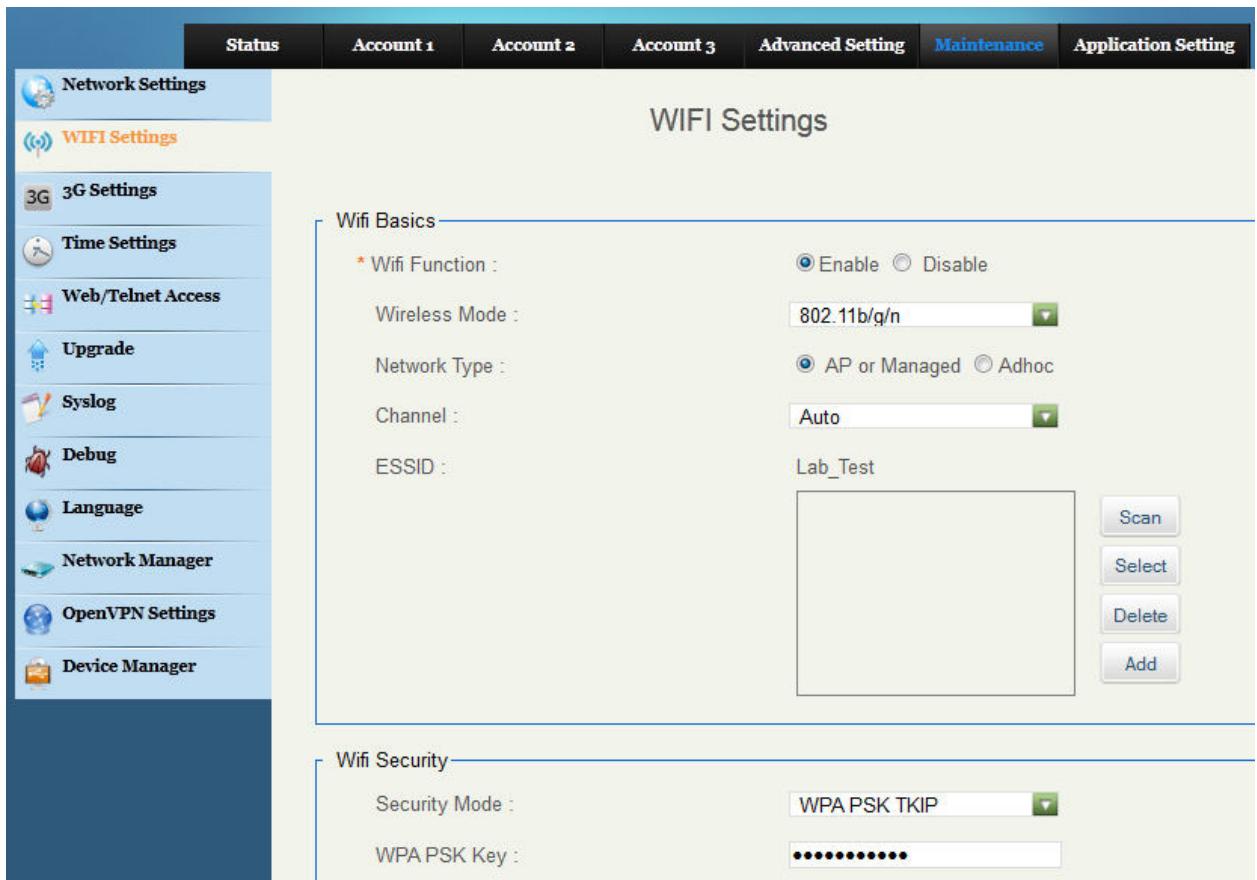 Status Account 1 Account 2 Account 3 Advanced Setting Maintenance Application Setting
Network Settings
WIFI Settings
3G 3G Settings
Time Settings
Web/Telnet Access
Upgrade
Syslog
Debug
Language
Network Manager
OpenVPN Settings
Device Manager
WIFI Settings
Wifi Basics
* Wifi Function : Enable Disable
Wireless Mode : 802.11b/g/n
Network Type : AP or Managed Adhoc
Channel : Auto
ESSID : Lab_Test
Scan
Select
Delete
Add
Wifi Security
Security Mode : WPA PSK TKIP
WPA PSK Key : •••••••••••